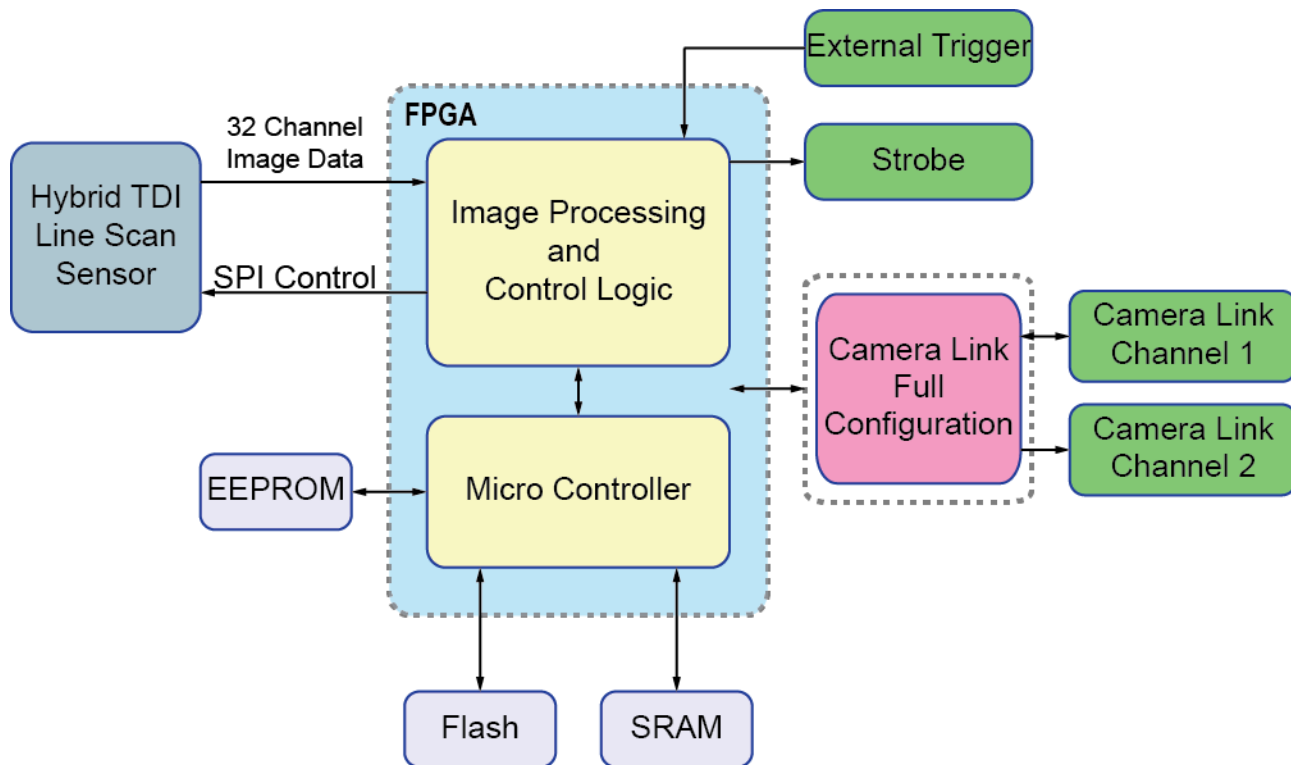 External Trigger
FPGA
32 Channel
Image Data
Strobe
Hybrid TDI
Line Scan
Sensor
Image Processing
and
Control Logic
SPI Control
Camera Link
Full
Configuration
Camera Link
Channel 1
Camera Link
Channel 2
EEPROM
Micro Controller
Flash
SRAM